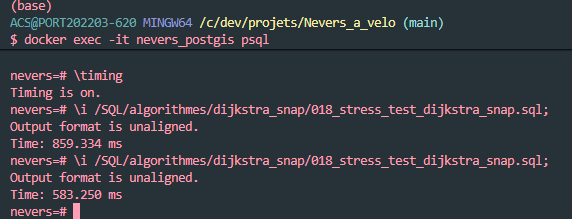 (base)
ACS@PORT202203-620 MINGW64 /c/dev/projets/Nevers_a_velo (main)
$ docker exec -it nevers_postgis psql
nevers=# \timing
Timing is on.
nevers=# \i /SQL/algorithmes/dijkstra_snap/018_stress_test_dijkstra_snap.sql;
Output format is unaligned.
Time: 859.334 ms
nevers=# \i /SQL/algorithmes/dijkstra_snap/018_stress_test_dijkstra_snap.sql;
Output format is unaligned.
Time: 583.250 ms
nevers=#